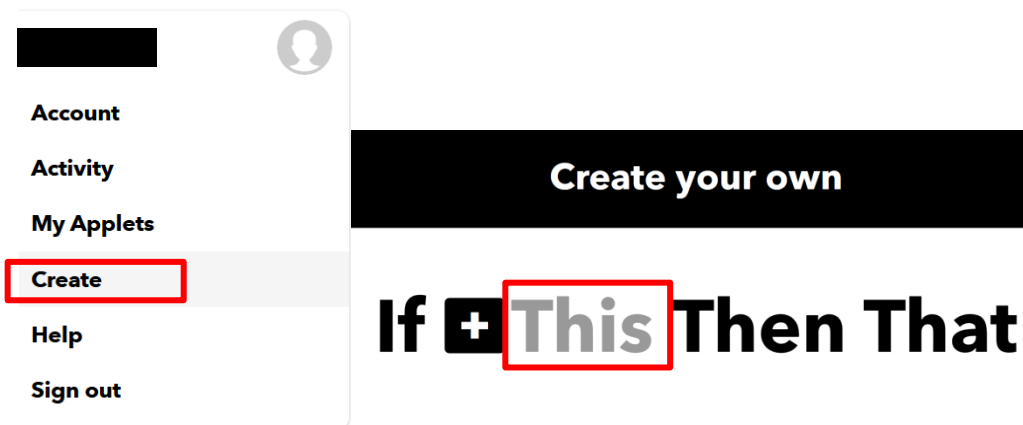 Account
Activity
My Applets
Create
Help
Sign out
Create your own
If + This Then That